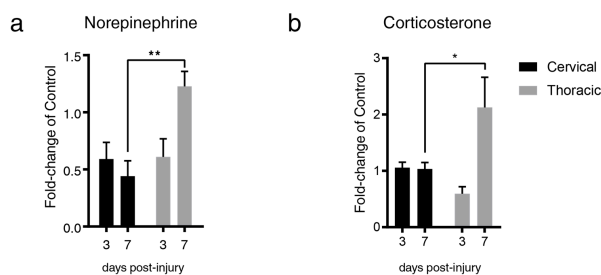 a
Norepinephrine
Fold-change of Control
1.5
1.0
0.5
0.0
**
3 7 3 7
days post-injury
b
Corticosterone
Fold-change of Control
3
2
1
0
*
3 7 3 7
days post-injury
Cervical
Thoracic